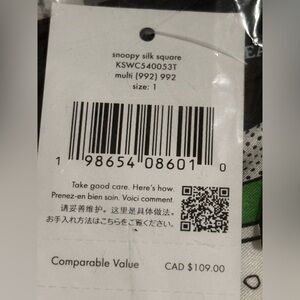 snoopy silk square
KSWC540053T
multi (992) 992
size: 1
1 98654 08601 0
Take good care. Here's how.
Prenez-en bien soin. Voici comment.
请妥善维护。这里是具体做法。
お手入れ方法はこちらをご覧ください。
Comparable Value CAD $109.00